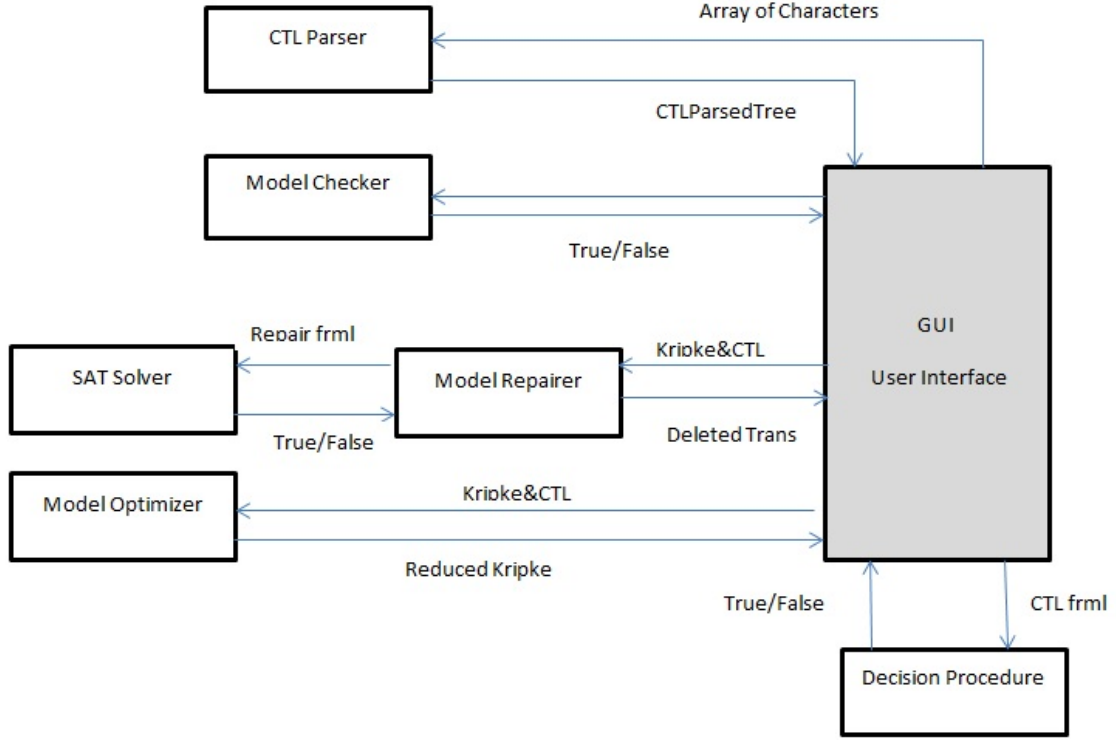 Array of Characters
CTL Parser
CTLParsedTree
Model Checker
True/False
GUI
User Interface
Repair frml
Kripke&CTL
SAT Solver
Model Repairer
True/False
Deleted Trans
Model Optimizer
Kripke&CTL
Reduced Kripke
True/False
CTL frml
Decision Procedure